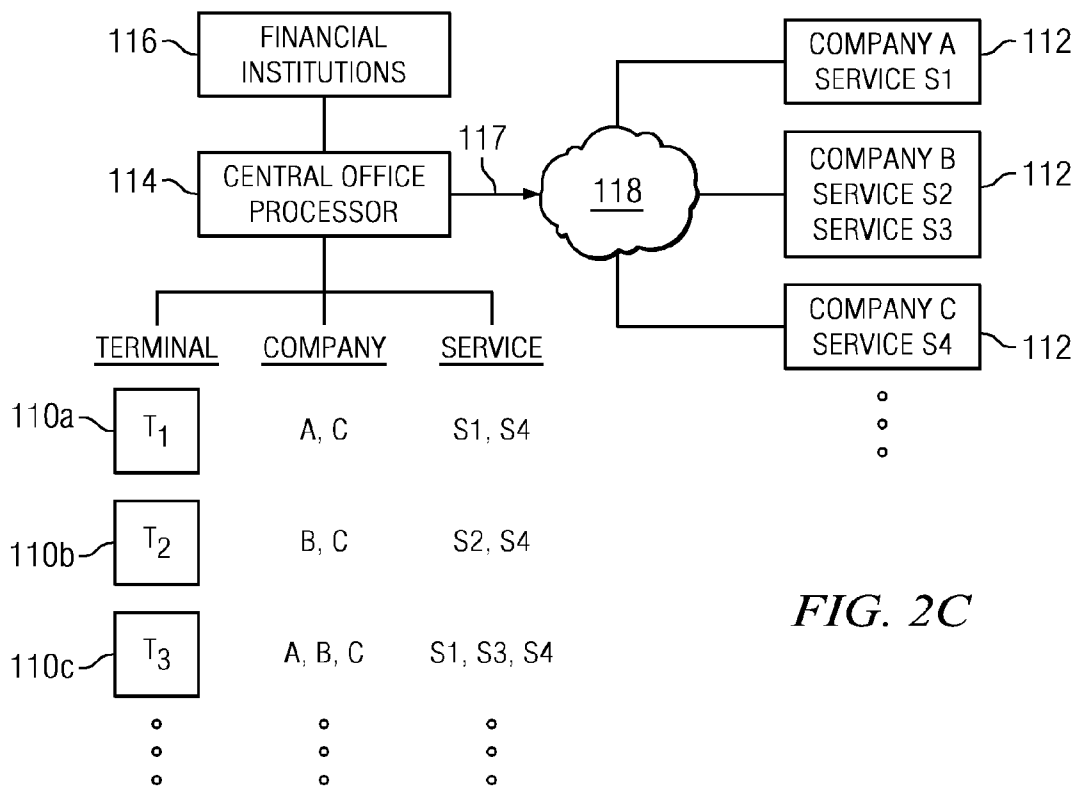 116
FINANCIAL
INSTITUTIONS
114
CENTRAL OFFICE
PROCESSOR
117
118
COMPANY A
SERVICE S1
112
COMPANY B
SERVICE S2
SERVICE S3
112
COMPANY C
SERVICE S4
112
TERMINAL COMPANY SERVICE
110a T1 A, C S1, S4
110b T2 B, C S2, S4
110c T3 A, B, C S1, S3, S4
FIG. 2C